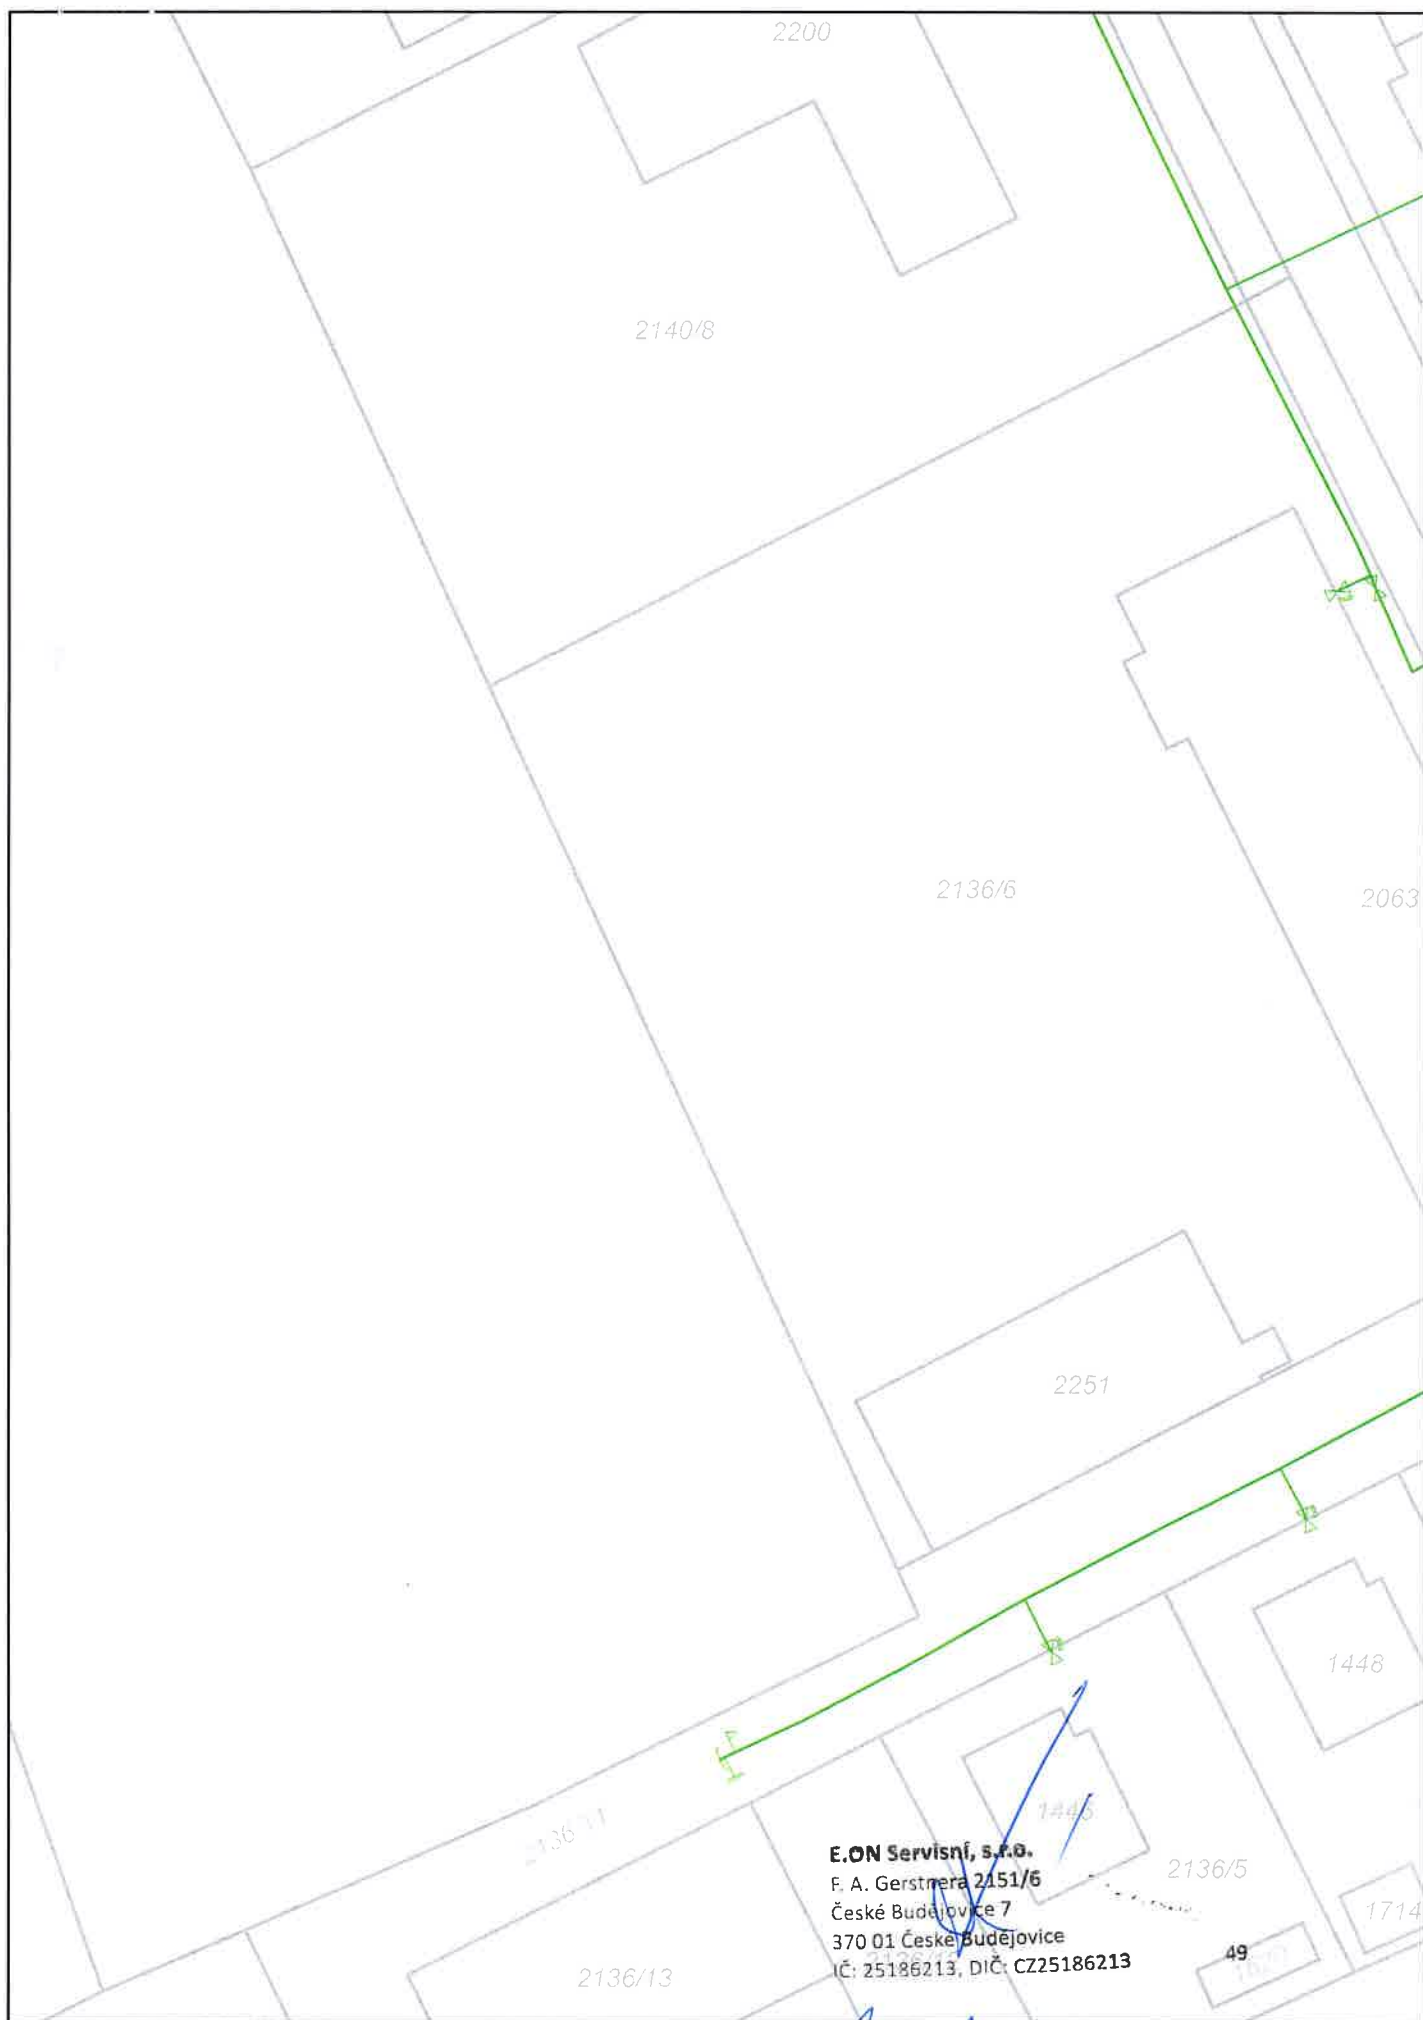 2200
2140/8
2136/6
2063
2251
1448
2136/11
2136/5
1714
E.ON Servisní, s.r.o.
F. A. Gerstnera 2151/6
České Budějovice 7
370 01 České Budějovice
IČ: 25186213, DIČ: CZ25186213
49
2136/13